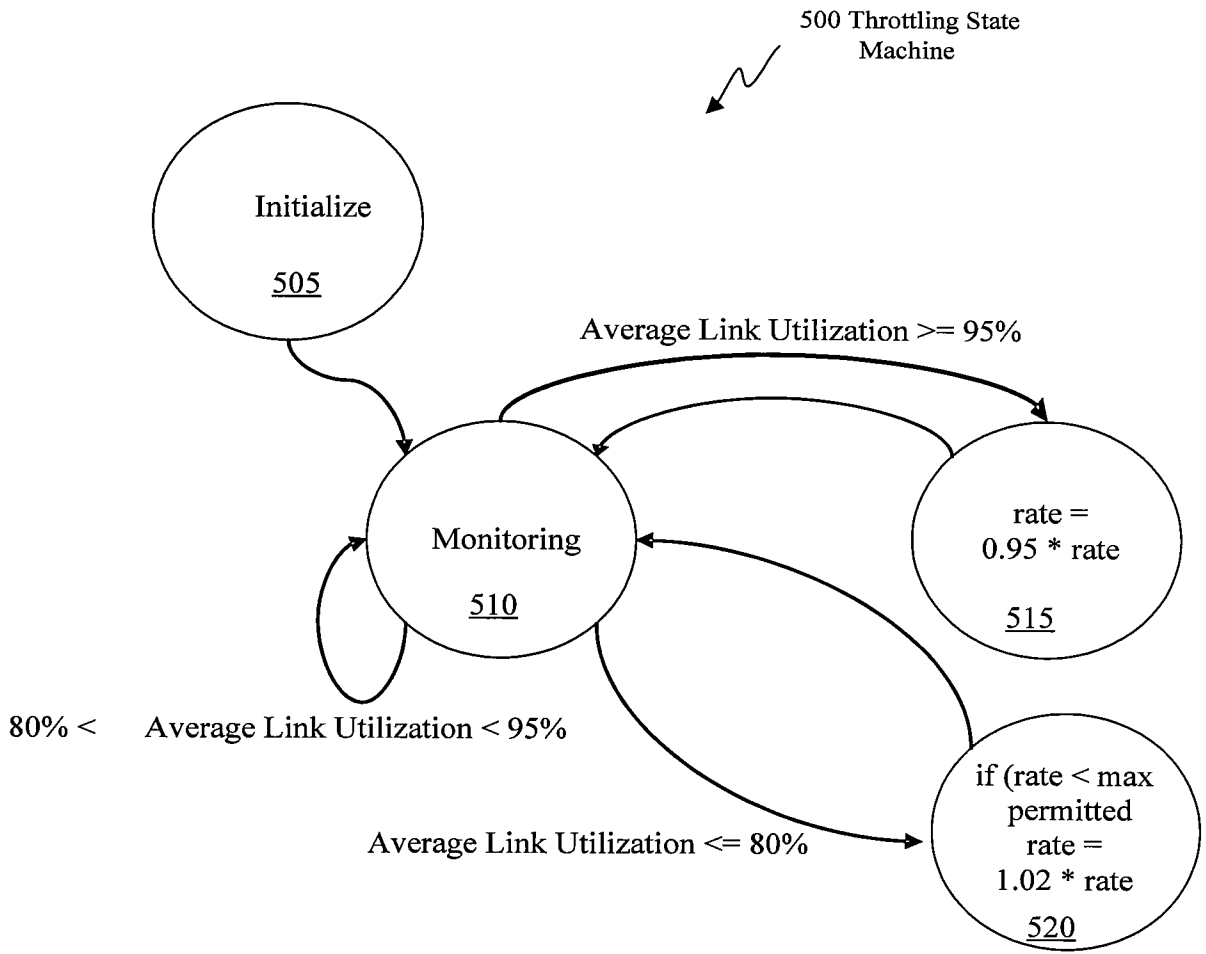 500 Throttling State
Machine
Initialize
505
Average Link Utilization >= 95%
Monitoring
510
rate =
0.95 * rate
515
80% < Average Link Utilization < 95%
Average Link Utilization <= 80%
if (rate < max
permitted
rate =
1.02 * rate
520